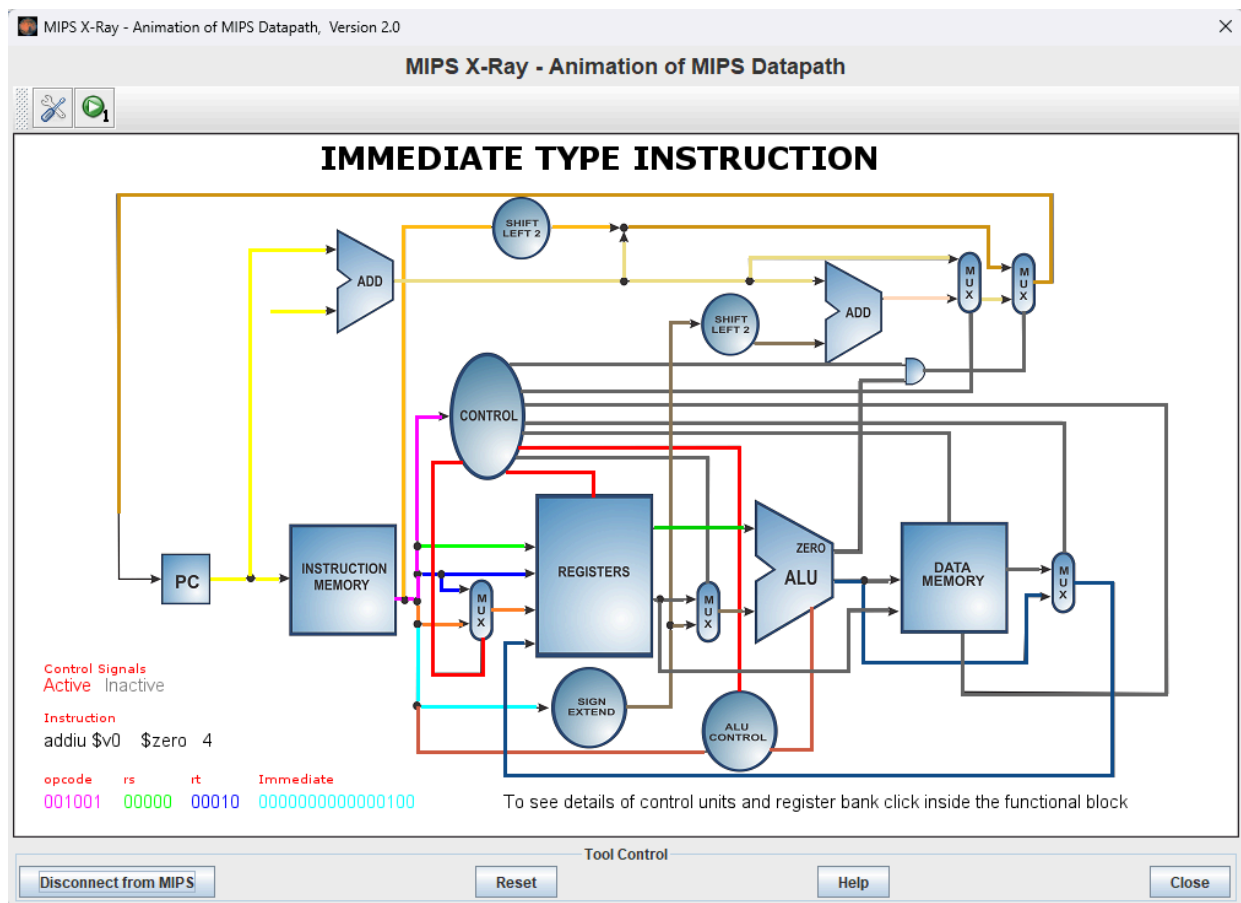 MIPS X-Ray - Animation of MIPS Datapath, Version 2.0
MIPS X-Ray - Animation of MIPS Datapath
1
IMMEDIATE TYPE INSTRUCTION
SHIFT
LEFT 2
ADD
MUX
MUX
SHIFT
LEFT 2
ADD
CONTROL
INSTRUCTION
MEMORY
PC
REGISTERS
MUX
MUX
ZERO
ALU
DATA
MEMORY
MUX
SIGN
EXTEND
ALU
CONTROL
Control Signals
Active Inactive
Instruction
addiu $v0 $zero 4
opcode rs rt Immediate
001001 00000 00010 0000000000000100
To see details of control units and register bank click inside the functional block
Tool Control
Disconnect from MIPS Reset Help Close